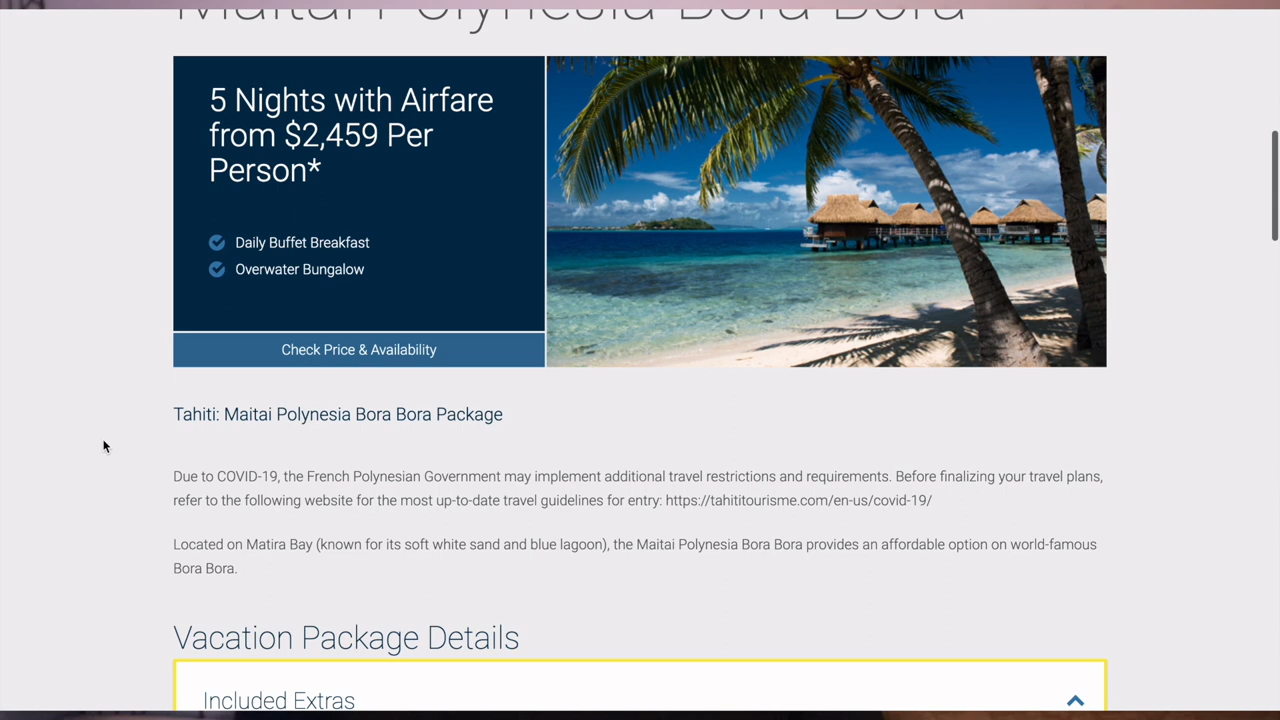 Maitai Polynesia Bora Bora
5 Nights with Airfare
from $2,459 Per
Person*
Daily Buffet Breakfast
Overwater Bungalow
Check Price & Availability
Tahiti: Maitai Polynesia Bora Bora Package
Due to COVID-19, the French Polynesian Government may implement additional travel restrictions and requirements. Before finalizing your travel plans,
refer to the following website for the most up-to-date travel guidelines for entry: https://tahititourisme.com/en-us/covid-19/
Located on Matira Bay (known for its soft white sand and blue lagoon), the Maitai Polynesia Bora Bora provides an affordable option on world-famous
Bora Bora.
Vacation Package Details
Included Extras